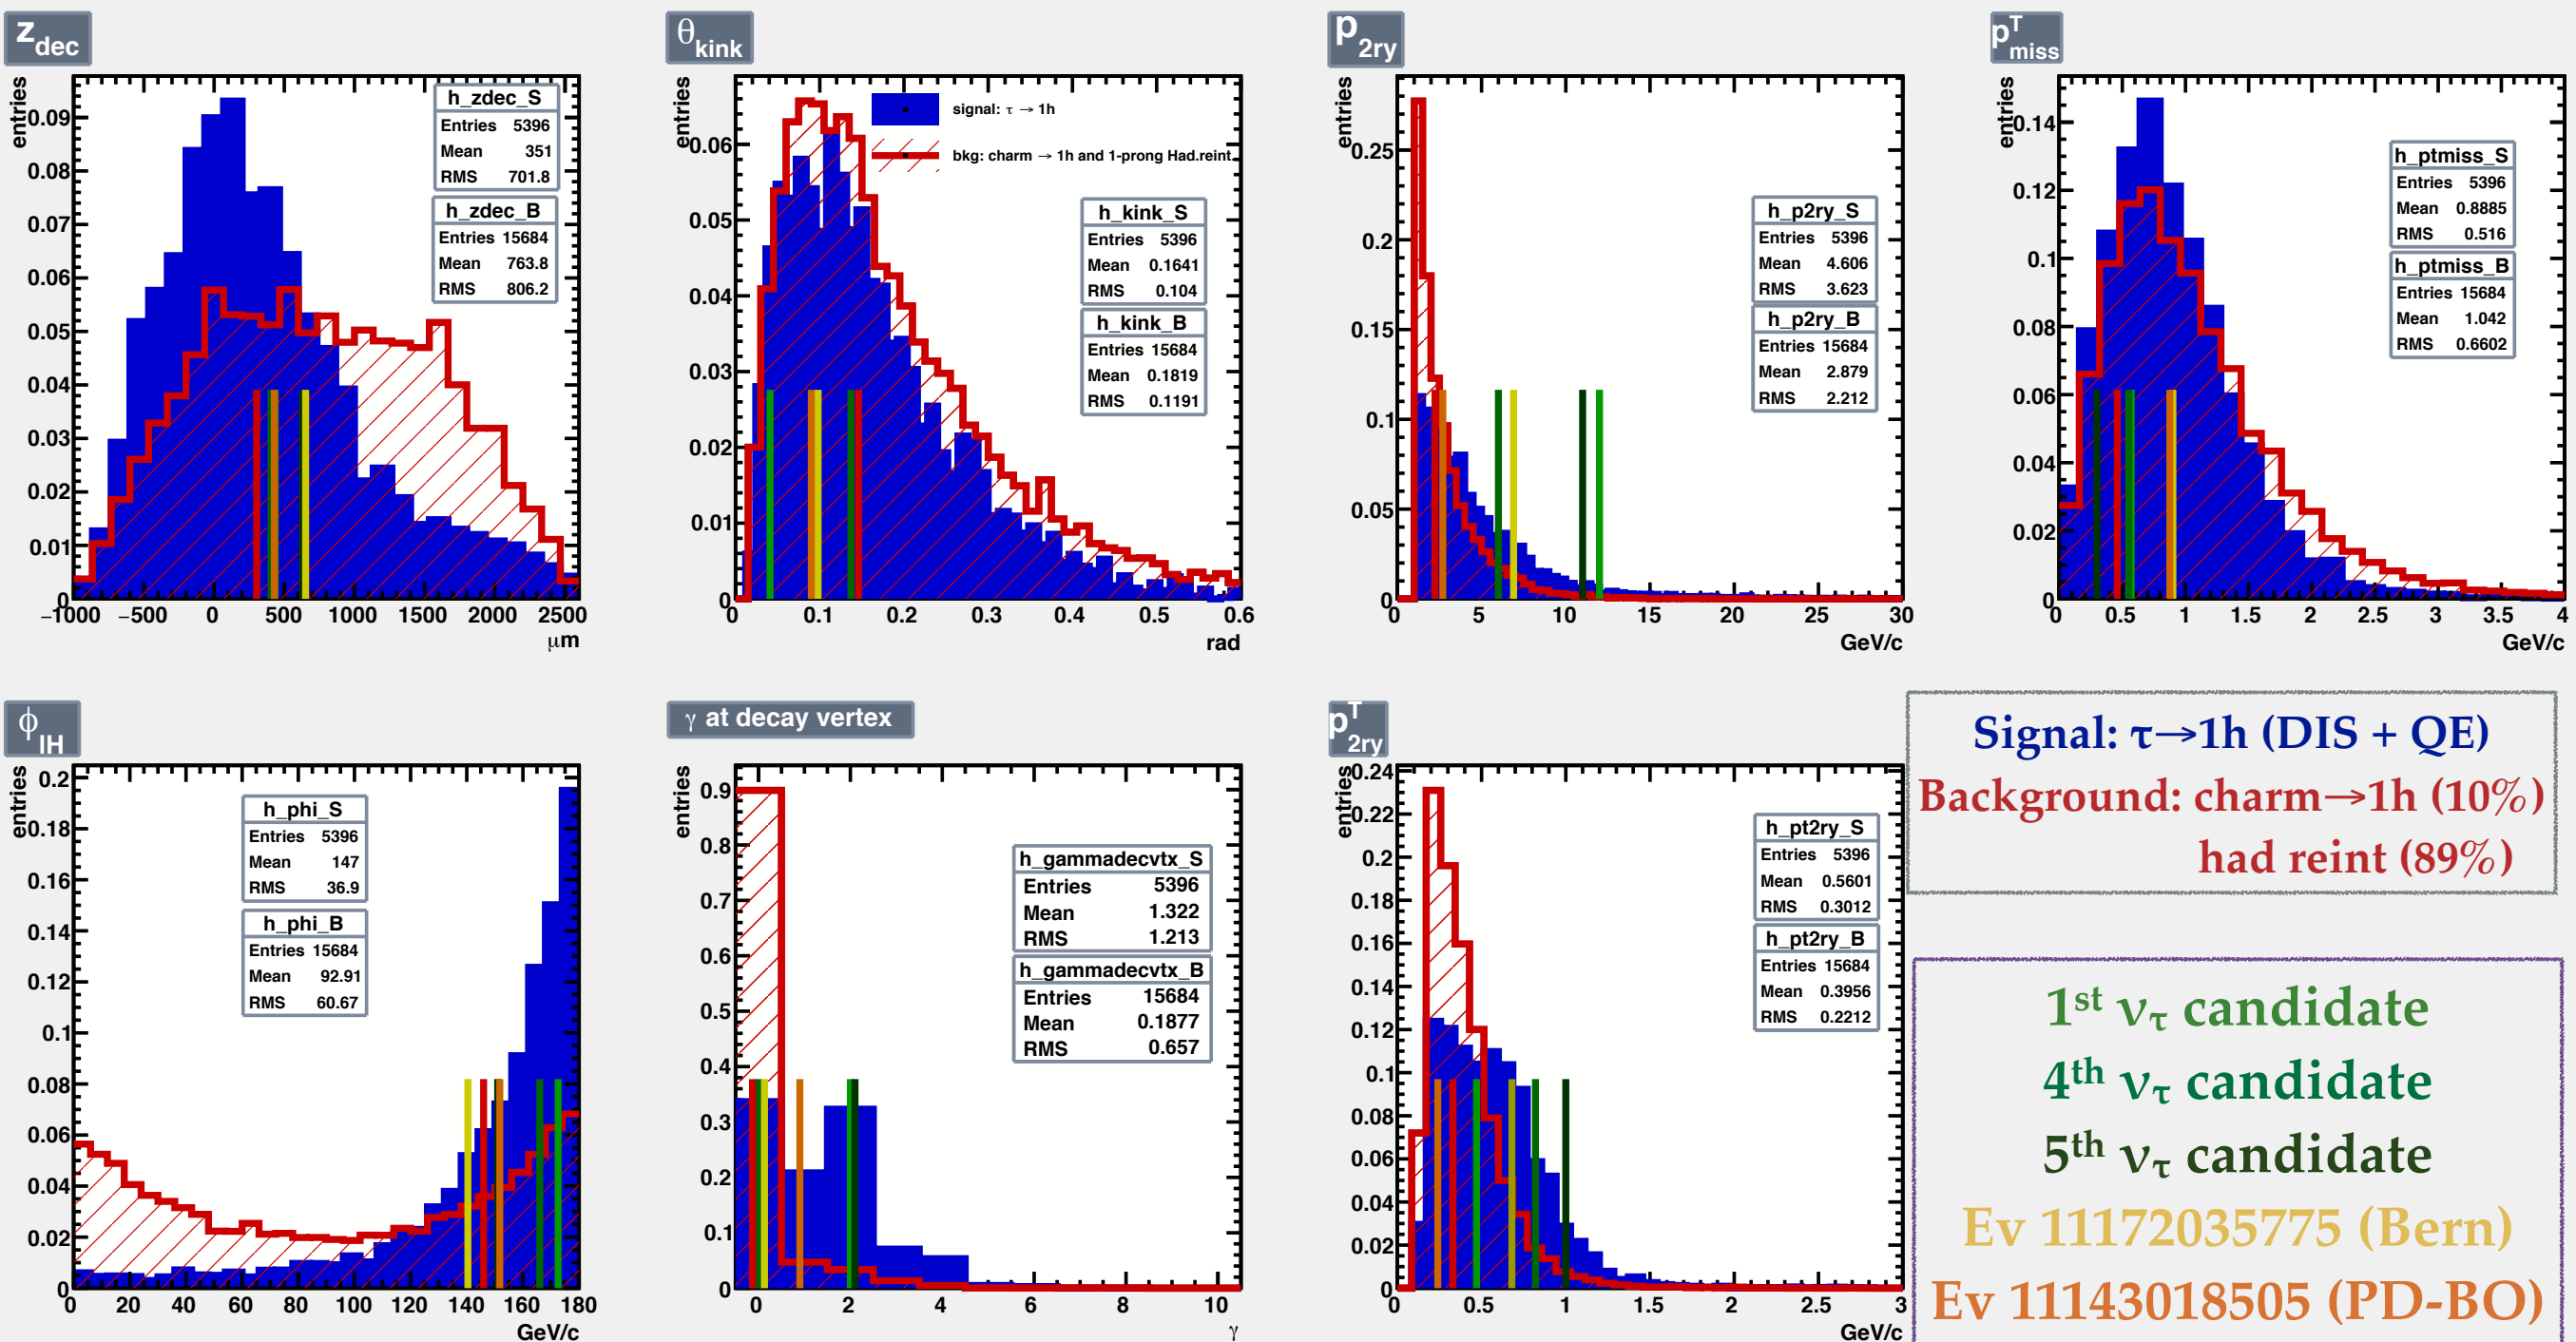 z dec
entries
0.09
0.08
0.07
0.06
0.05
0.04
0.03
0.02
0.01
0
−1000 −500 0 500 1000 1500 2000 2500
μm
h_zdec_S
Entries 5396
Mean 351
RMS 701.8
h_zdec_B
Entries 15684
Mean 763.8
RMS 806.2
θ kink
entries
0.06
0.05
0.04
0.03
0.02
0.01
0
0 0.1 0.2 0.3 0.4 0.5 0.6
rad
signal: τ → 1h
bkg: charm → 1h and 1-prong Had.reint.
h_kink_S
Entries 5396
Mean 0.1641
RMS 0.104
h_kink_B
Entries 15684
Mean 0.1819
RMS 0.1191
p 2ry
entries
0.25
0.2
0.15
0.1
0.05
0
0 5 10 15 20 25 30
GeV/c
h_p2ry_S
Entries 5396
Mean 4.606
RMS 3.623
h_p2ry_B
Entries 15684
Mean 2.879
RMS 2.212
p T miss
entries
0.14
0.12
0.1
0.08
0.06
0.04
0.02
0
0 0.5 1 1.5 2 2.5 3 3.5 4
GeV/c
h_ptmiss_S
Entries 5396
Mean 0.8885
RMS 0.516
h_ptmiss_B
Entries 15684
Mean 1.042
RMS 0.6602
ϕ lH
entries
0.2
0.18
0.16
0.14
0.12
0.1
0.08
0.06
0.04
0.02
0
0 20 40 60 80 100 120 140 160 180
GeV/c
h_phi_S
Entries 5396
Mean 147
RMS 36.9
h_phi_B
Entries 15684
Mean 92.91
RMS 60.67
γ at decay vertex
entries
0.9
0.8
0.7
0.6
0.5
0.4
0.3
0.2
0.1
0
0 2 4 6 8 10
γ
h_gammadecvtx_S
Entries 5396
Mean 1.322
RMS 1.213
h_gammadecvtx_B
Entries 15684
Mean 0.1877
RMS 0.657
p T 2ry
entries
0.24
0.22
0.2
0.18
0.16
0.14
0.12
0.1
0.08
0.06
0.04
0.02
0
0 0.5 1 1.5 2 2.5 3
GeV/c
h_pt2ry_S
Entries 5396
Mean 0.5601
RMS 0.3012
h_pt2ry_B
Entries 15684
Mean 0.3956
RMS 0.2212
Signal: τ→1h (DIS + QE)
Background: charm→1h (10%)
had reint (89%)
1st ντ candidate
4th ντ candidate
5th ντ candidate
Ev 11172035775 (Bern)
Ev 11143018505 (PD-BO)